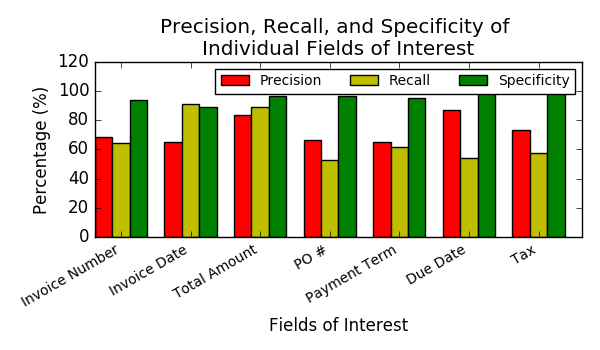 Precision, Recall, and Specificity of
Individual Fields of Interest
Precision Recall Specificity
Percentage (%)
120
100
80
60
40
20
0
Invoice Number
Invoice Date
Total Amount
PO #
Payment Term
Due Date
Tax
Fields of Interest